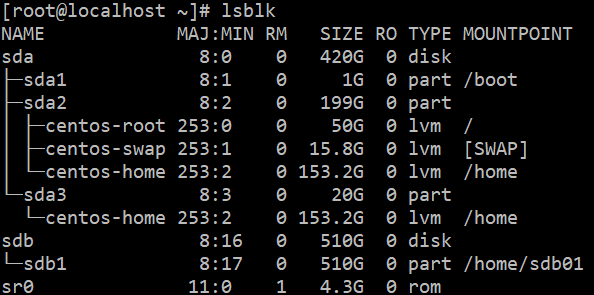 [root@localhost ~]# lsblk
NAME            MAJ:MIN RM   SIZE RO TYPE MOUNTPOINT
sda               8:0    0   420G  0 disk
├─sda1            8:1    0     1G  0 part /boot
├─sda2            8:2    0   199G  0 part
│ ├─centos-root 253:0    0    50G  0 lvm  /
│ ├─centos-swap 253:1    0  15.8G  0 lvm  [SWAP]
│ └─centos-home 253:2    0 153.2G  0 lvm  /home
└─sda3            8:3    0    20G  0 part
  └─centos-home 253:2    0 153.2G  0 lvm  /home
sdb               8:16   0   510G  0 disk
└─sdb1            8:17   0   510G  0 part /home/sdb01
sr0              11:0    1   4.3G  0 rom